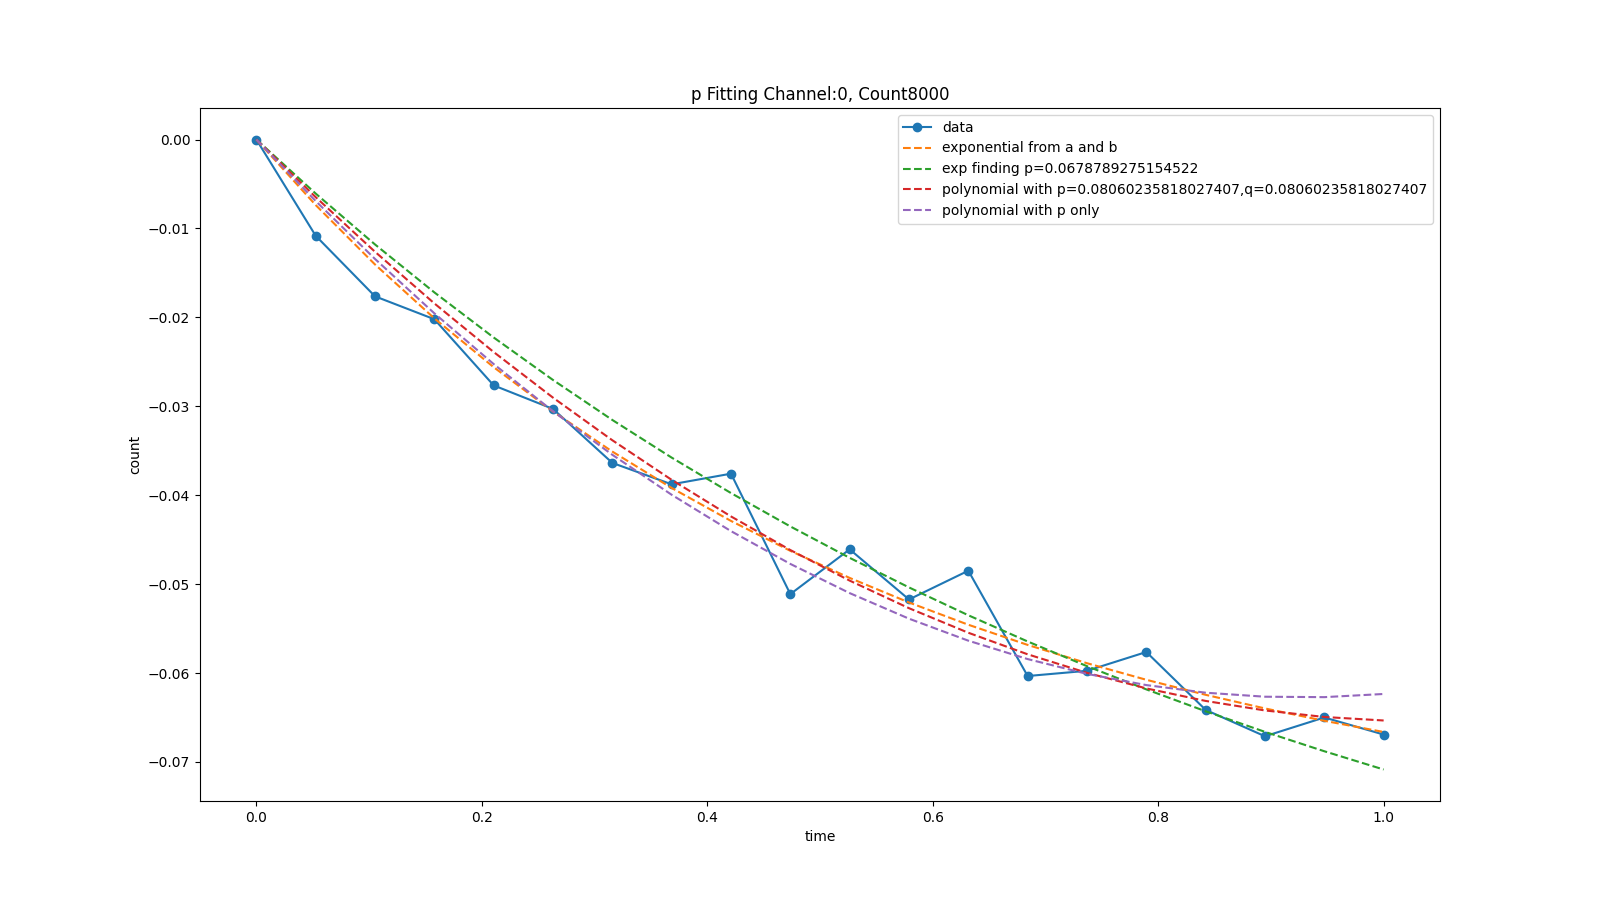 p Fitting Channel:0, Count8000
data
exponential from a and b
exp finding p=0.0678789275154522
polynomial with p=0.08060235818027407,q=0.08060235818027407
polynomial with p only
0.00
−0.01
−0.02
−0.03
−0.04
−0.05
−0.06
−0.07
count
0.0 0.2 0.4 0.6 0.8 1.0
time